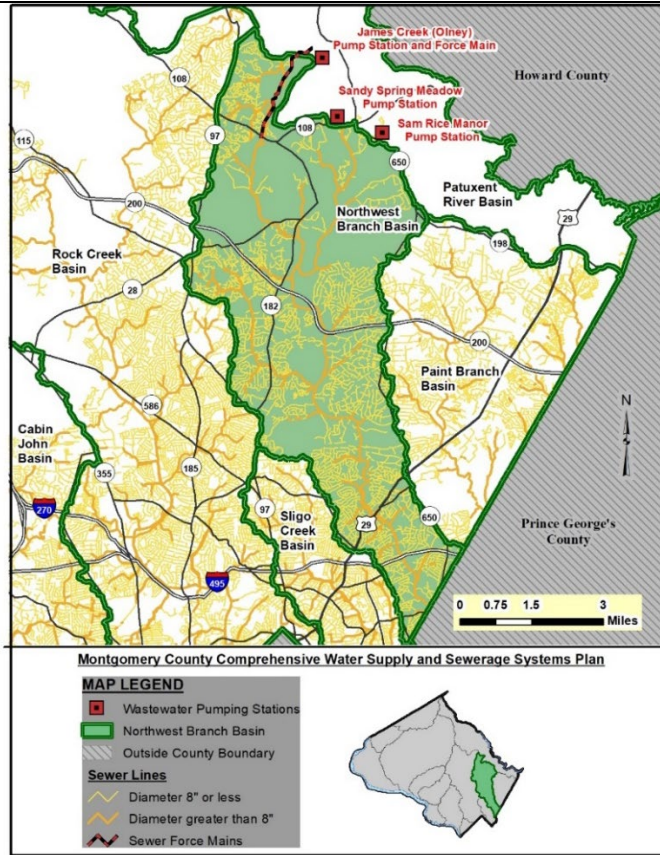 James Creek (Olney)
Pump Station and Force Main
Howard County
Sandy Spring Meadow
Pump Station
Sam Rice Manor
Pump Station
108
97
115
108
650
Patuxent
River Basin
29
200
Northwest
Branch Basin
198
Rock Creek
Basin
28
182
200
Paint Branch
Basin
N
586
Cabin
John
Basin
355
185
270
97
Sligo
Creek
Basin
29
650
Prince George's
County
495
0 0.75 1.5 3
Miles
Montgomery County Comprehensive Water Supply and Sewerage Systems Plan
MAP LEGEND
Wastewater Pumping Stations
Northwest Branch Basin
Outside County Boundary
Sewer Lines
Diameter 8" or less
Diameter greater than 8"
Sewer Force Mains